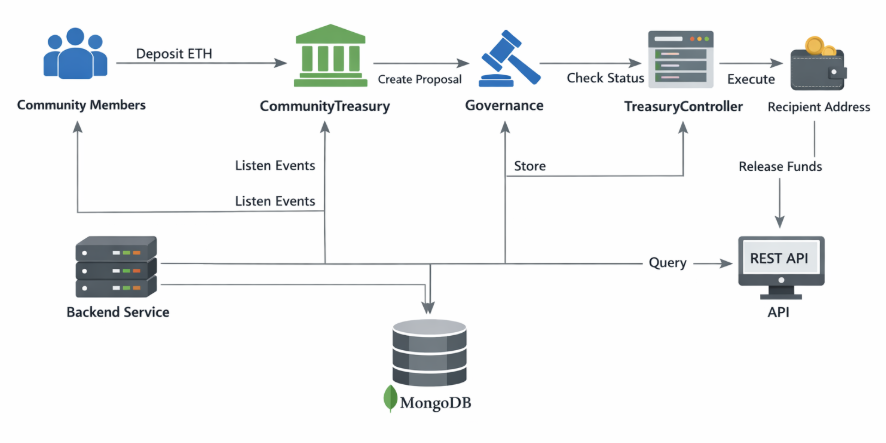 Deposit ETH
Create Proposal
Check Status
Execute
Community Members
CommunityTreasury
Governance
TreasuryController
Recipient Address
Listen Events
Store
Release Funds
Listen Events
Query
REST API
Backend Service
API
MongoDB